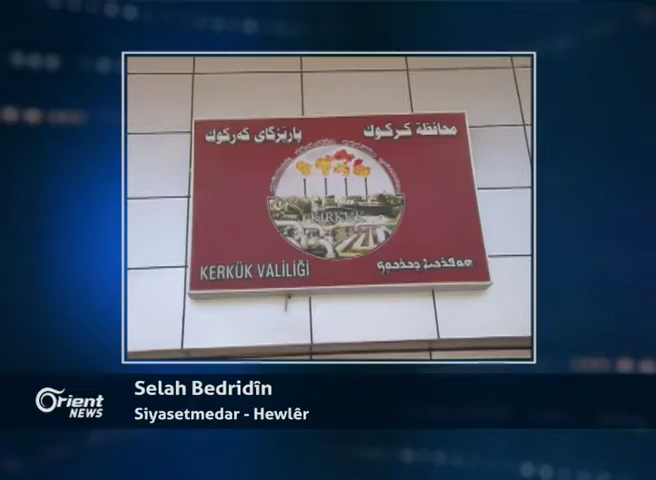 محافظة كركوك
پارێزگای کەرکوک
KIRKUK
KERKÜK VALİLİĞİ
Orient NEWS
Selah Bedridîn
Siyasetmedar - Hewlêr